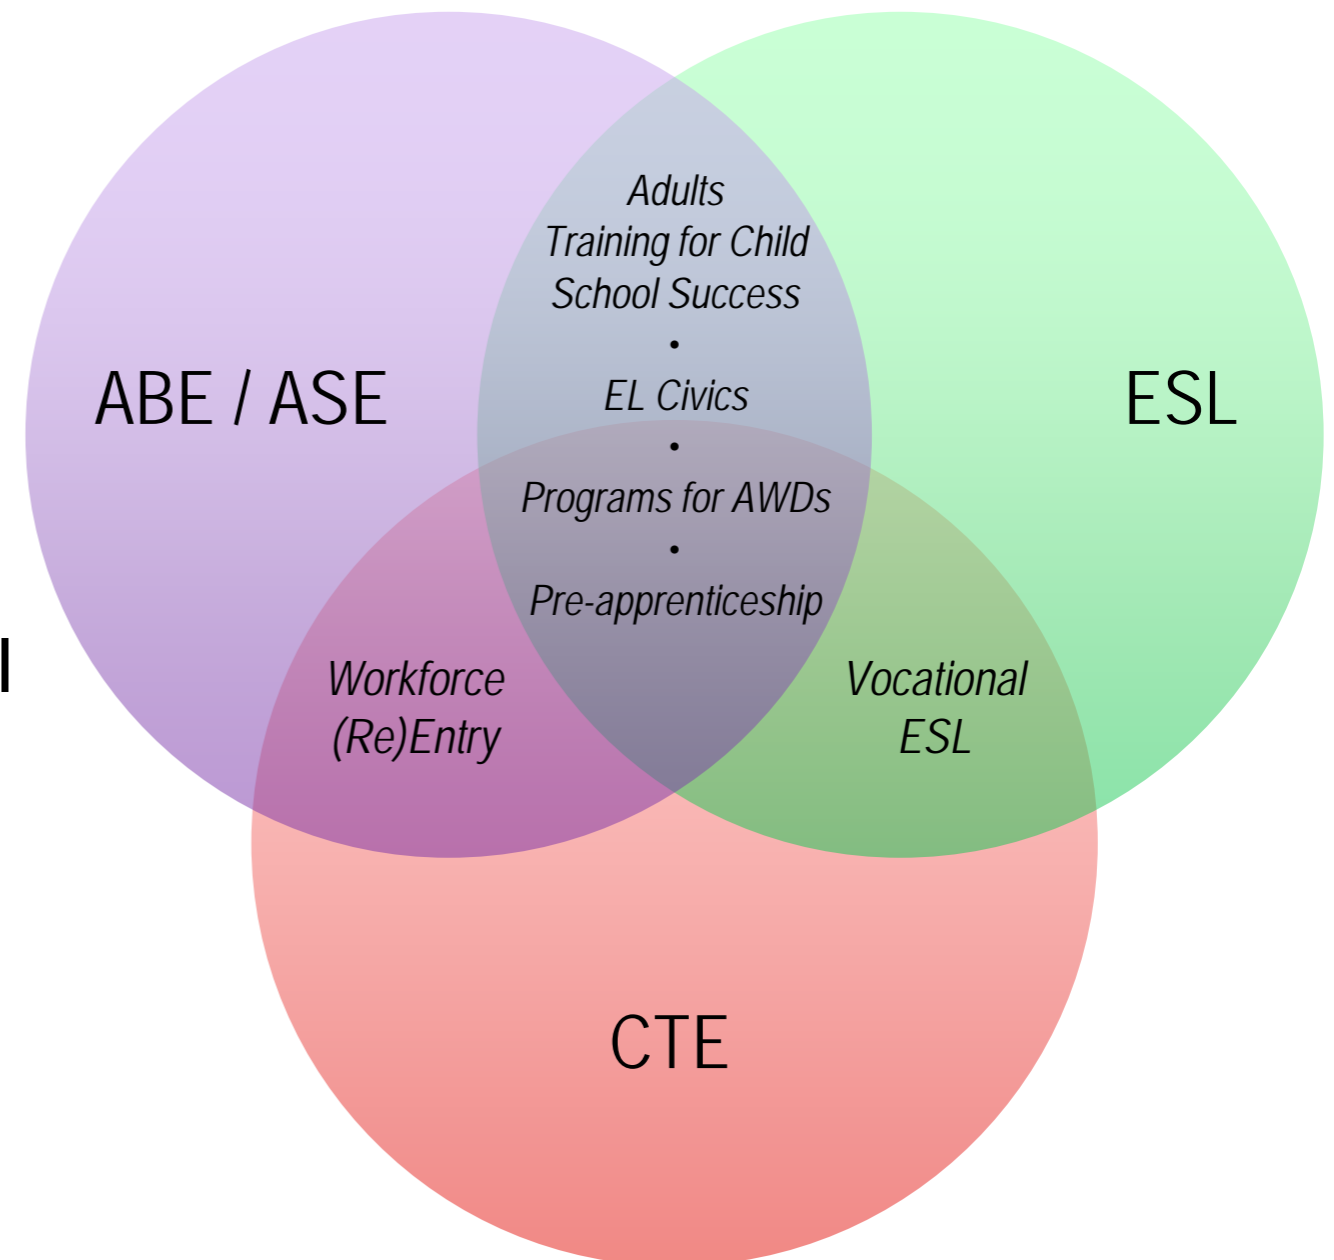 Adults
Training for Child
School Success
•
EL Civics
•
Programs for AWDs
•
Pre-apprenticeship
ABE / ASE
ESL
Workforce
(Re)Entry
Vocational
ESL
CTE